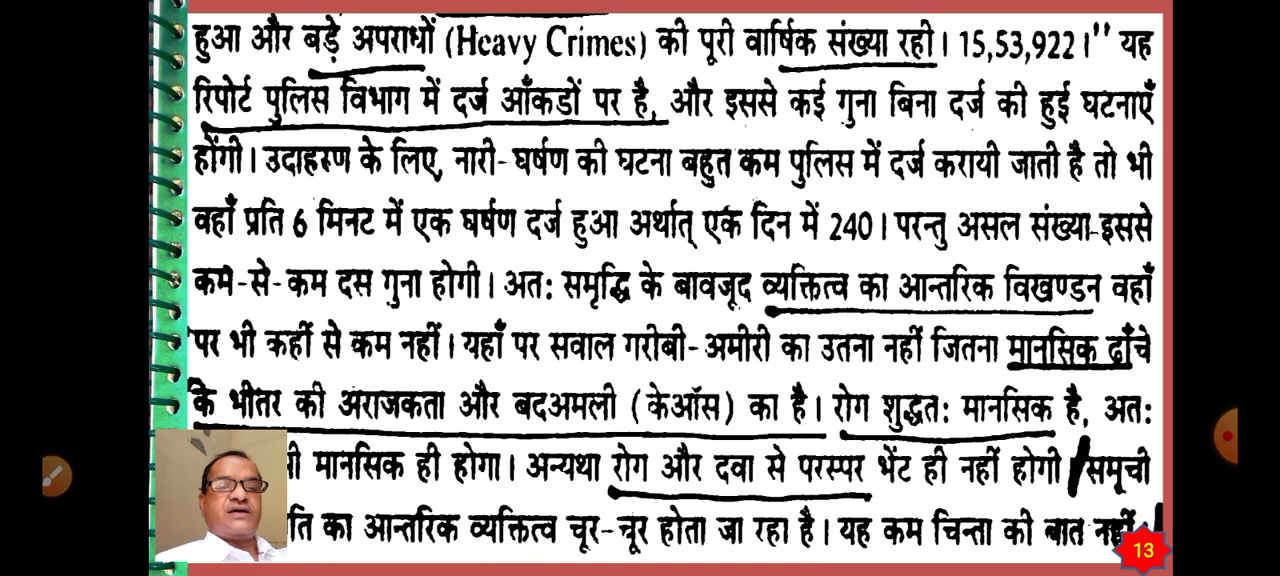 हुआ और बड़े अपराधों (Heavy Crimes) की पूरी वार्षिक संख्या रही। 15,53,922।" यह
रिपोर्ट पुलिस विभाग में दर्ज आँकडों पर है, और इससे कई गुना बिना दर्ज की हुई घटनाएँ
होंगी। उदाहरण के लिए, नारी-घर्षण की घटना बहुत कम पुलिस में दर्ज करायी जाती है तो भी
वहाँ प्रति 6 मिनट में एक घर्षण दर्ज हुआ अर्थात् एक दिन में 240। परन्तु असल संख्या इससे
कम-से-कम दस गुना होगी। अतः समृद्धि के बावजूद व्यक्तित्व का आन्तरिक विखण्डन वहाँ
पर भी कहीं से कम नहीं। यहाँ पर सवाल गरीबी-अमीरी का उतना नहीं जितना मानसिक ढाँचे
के भीतर की अराजकता और बदअमली (केऑस) का है। रोग शुद्धतः मानसिक है, अतः
मानसिक ही होगा। अन्यथा रोग और दवा से परस्पर भेंट ही नहीं होगी समूची
का आन्तरिक व्यक्तित्व चूर-चूर होता जा रहा है। यह कम चिन्ता की बात नहीं
13